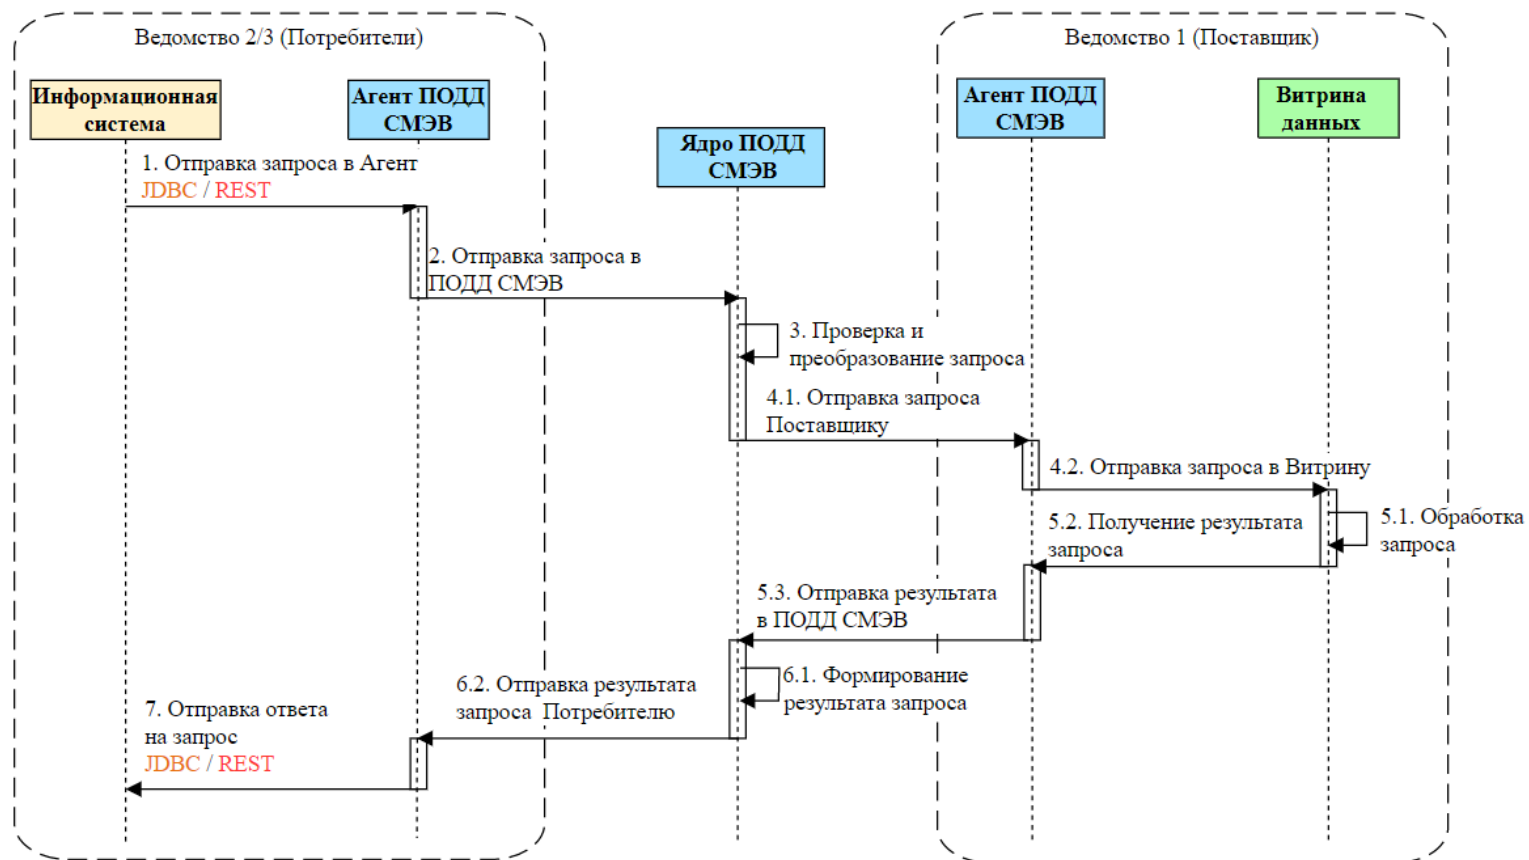 Ведомство 2/3 (Потребители)
Ведомство 1 (Поставщик)
Информационная
система
Агент ПОДД
СМЭВ
Ядро ПОДД
СМЭВ
Агент ПОДД
СМЭВ
Витрина
данных
1. Отправка запроса в Агент
JDBC / REST
2. Отправка запроса в
ПОДД СМЭВ
3. Проверка и
преобразование запроса
4.1. Отправка запроса
Поставщику
4.2. Отправка запроса в Витрину
5.1. Обработка
запроса
5.2. Получение результата
запроса
5.3. Отправка результата
в ПОДД СМЭВ
6.1. Формирование
результата запроса
6.2. Отправка результата
запроса Потребителю
7. Отправка ответа
на запрос
JDBC / REST